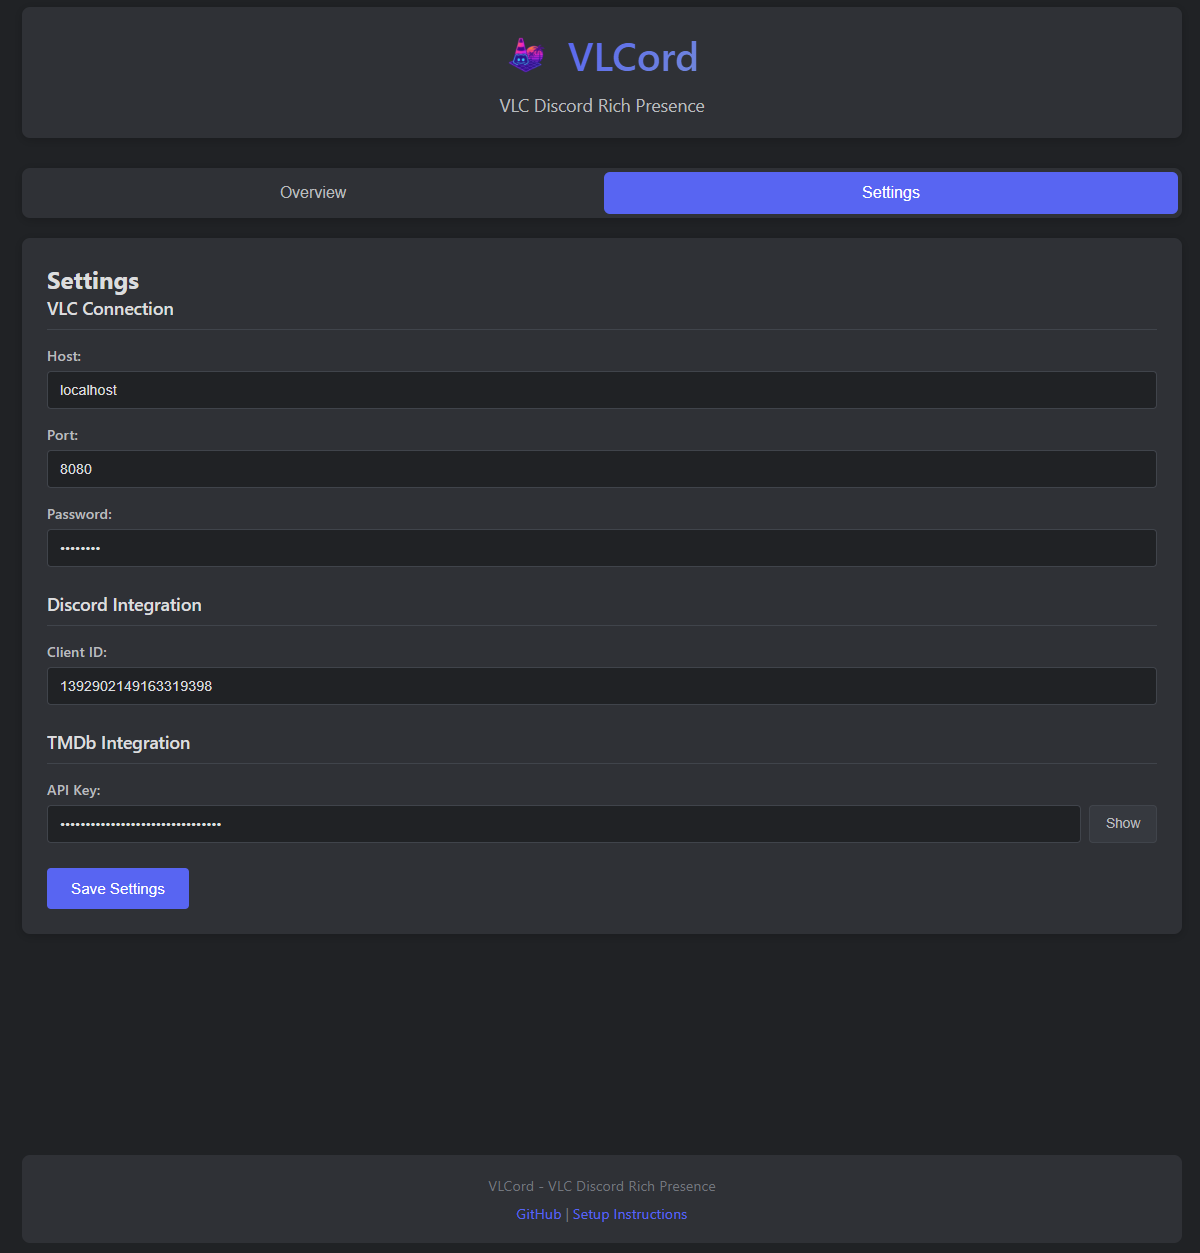 VLCord
VLC Discord Rich Presence
Overview
Settings
Settings
VLC Connection
Host:
localhost
Port:
8080
Password:
••••••••
Discord Integration
Client ID:
1392902149163319398
TMDb Integration
API Key:
••••••••••••••••••••••••••••••••
Show
Save Settings
VLCord - VLC Discord Rich Presence
GitHub | Setup Instructions